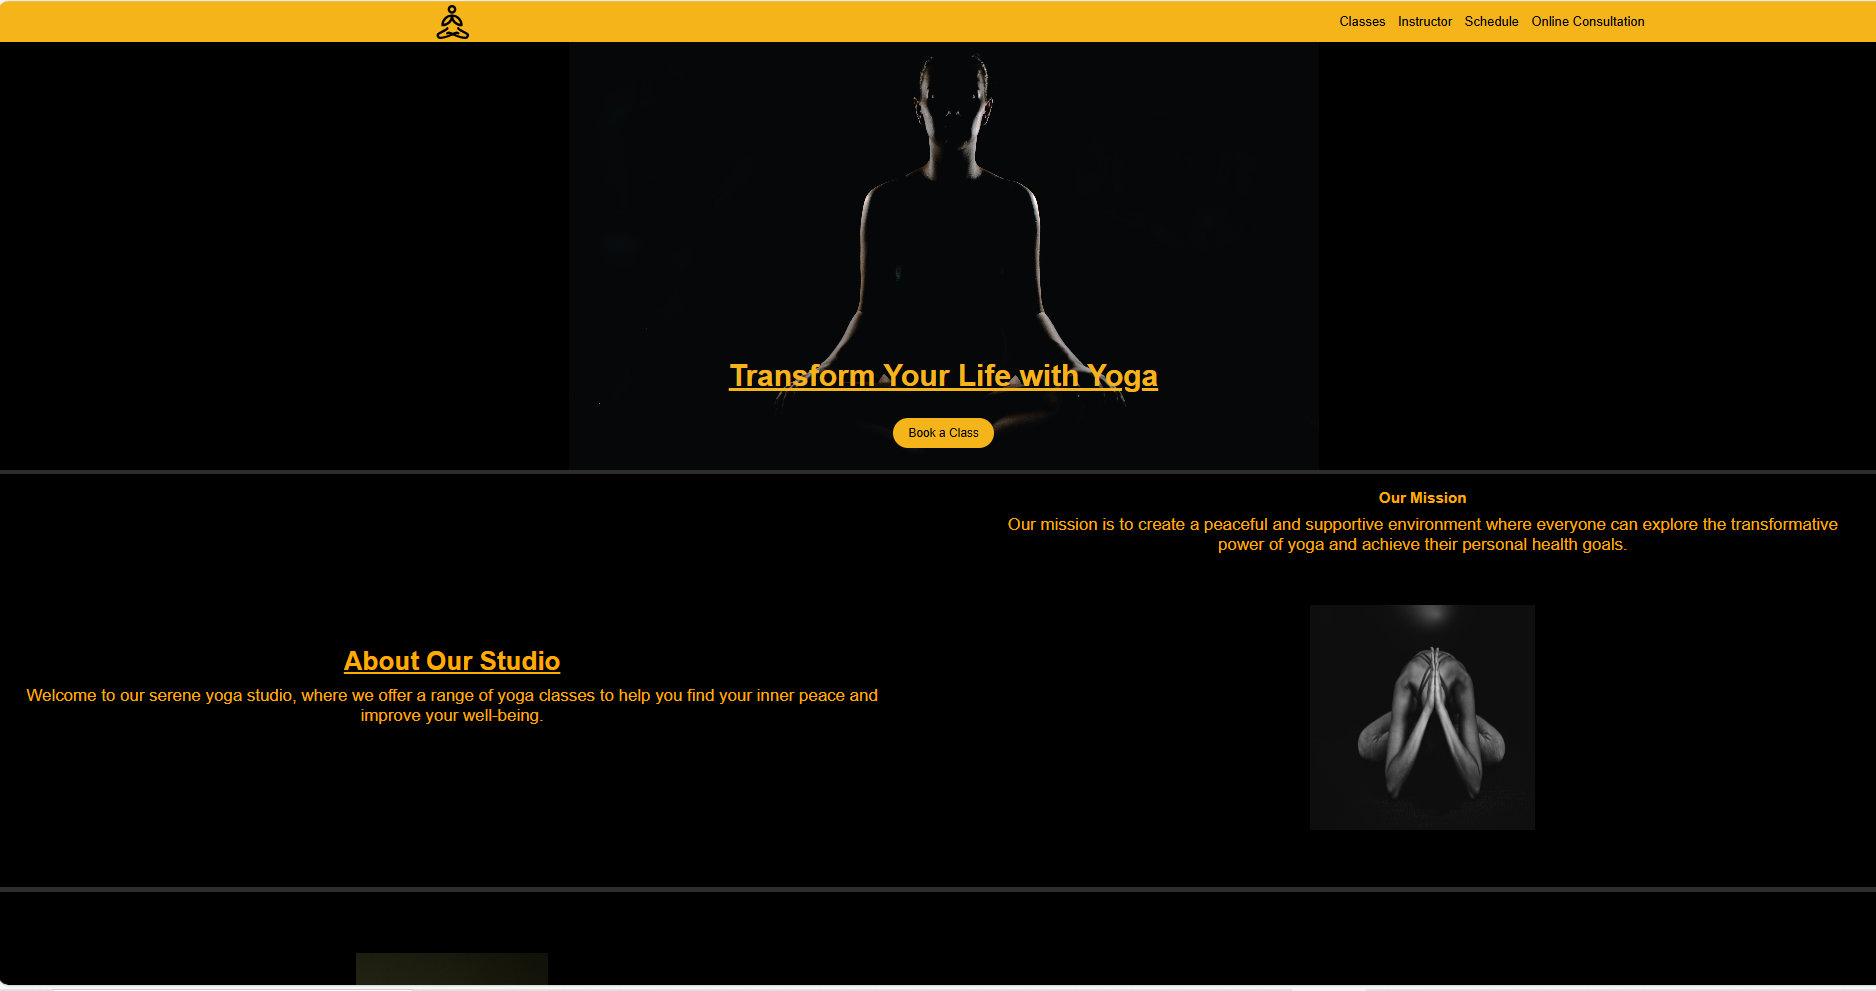 Classes Instructor Schedule Online Consultation
Transform Your Life with Yoga
Book a Class
About Our Studio
Welcome to our serene yoga studio, where we offer a range of yoga classes to help you find your inner peace and
improve your well-being.
Our Mission
Our mission is to create a peaceful and supportive environment where everyone can explore the transformative
power of yoga and achieve their personal health goals.